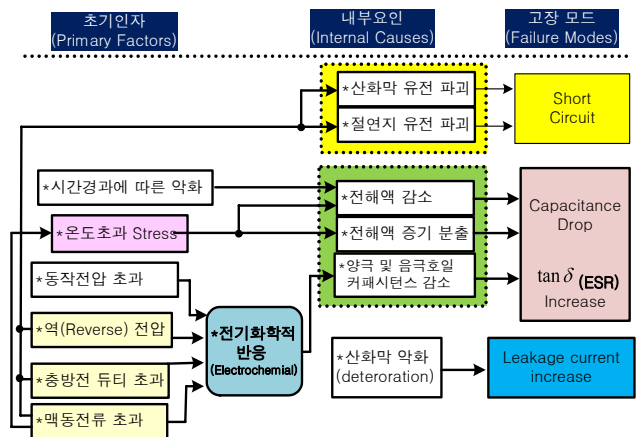 초기인자
(Primary Factors)
내부요인
(Internal Causes)
고장 모드
(Failure Modes)
*산화막 유전 파괴
*절연지 유전 파괴
Short
Circuit
*시간경과에 따른 악화
*온도초과 Stress
*전해액 감소
*전해액 증기 분출
*양극 및 음극호일
커패시턴스 감소
Capacitance
Drop
tan δ (ESR)
Increase
*동작전압 초과
*역(Reverse) 전압
*충방전 듀티 초과
*맥동전류 초과
*전기화학적
반응
(Electrochemial)
*산화막 악화
(deteroration)
Leakage current
increase